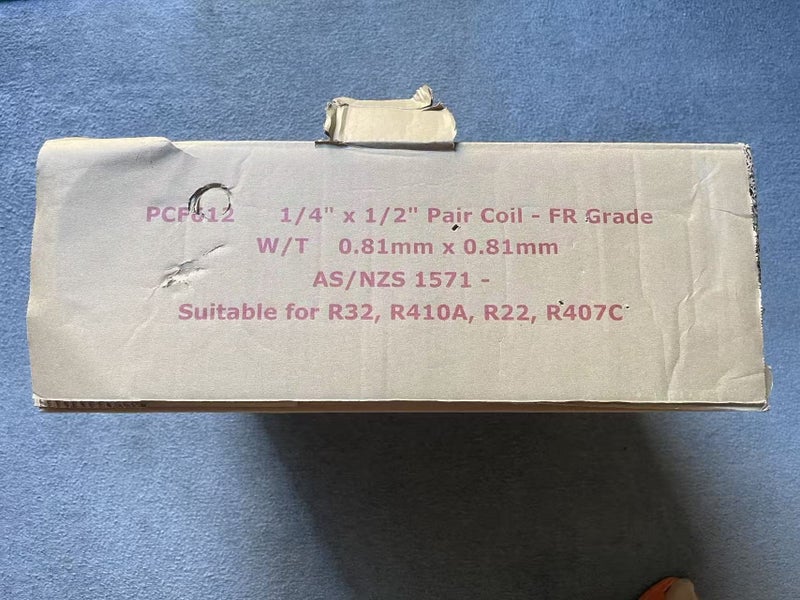 PCF612 1/4" x 1/2" Pair Coil - FR Grade
W/T 0.81mm x 0.81mm
AS/NZS 1571 -
Suitable for R32, R410A, R22, R407C